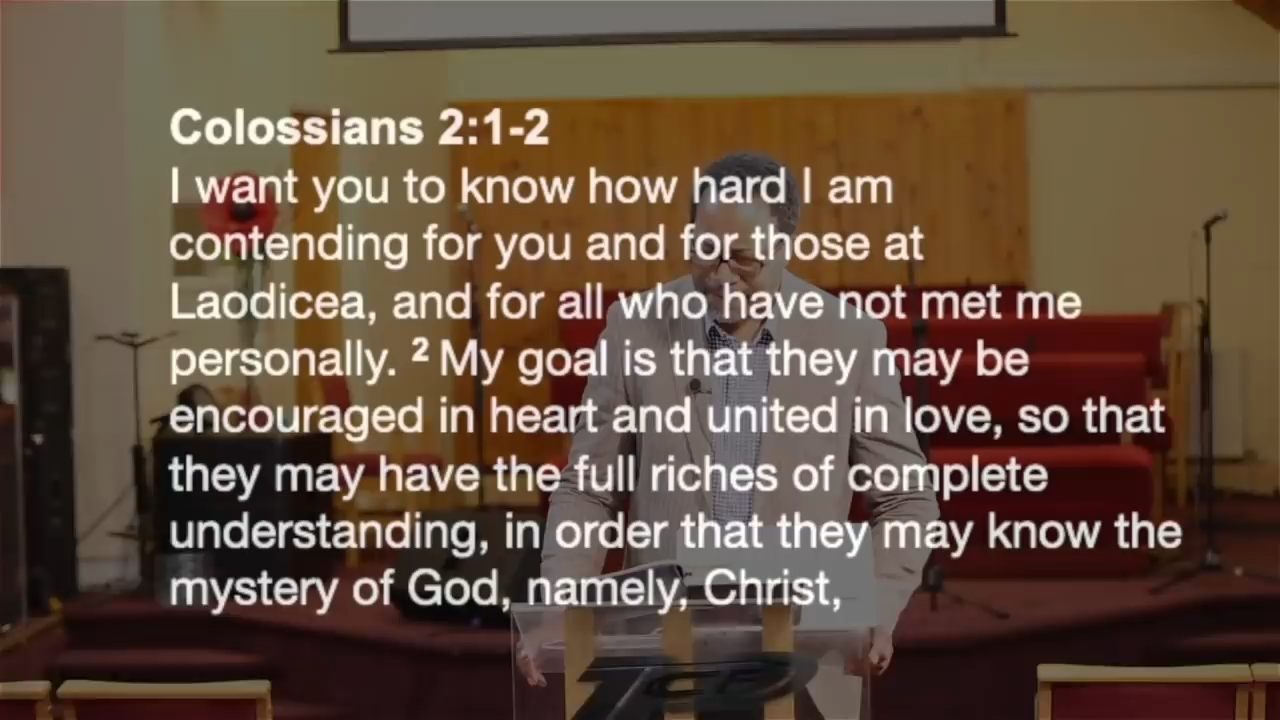 Colossians 2:1-2
I want you to know how hard I am
contending for you and for those at
Laodicea, and for all who have not met me
personally. ² My goal is that they may be
encouraged in heart and united in love, so that
they may have the full riches of complete
understanding, in order that they may know the
mystery of God, namely, Christ,